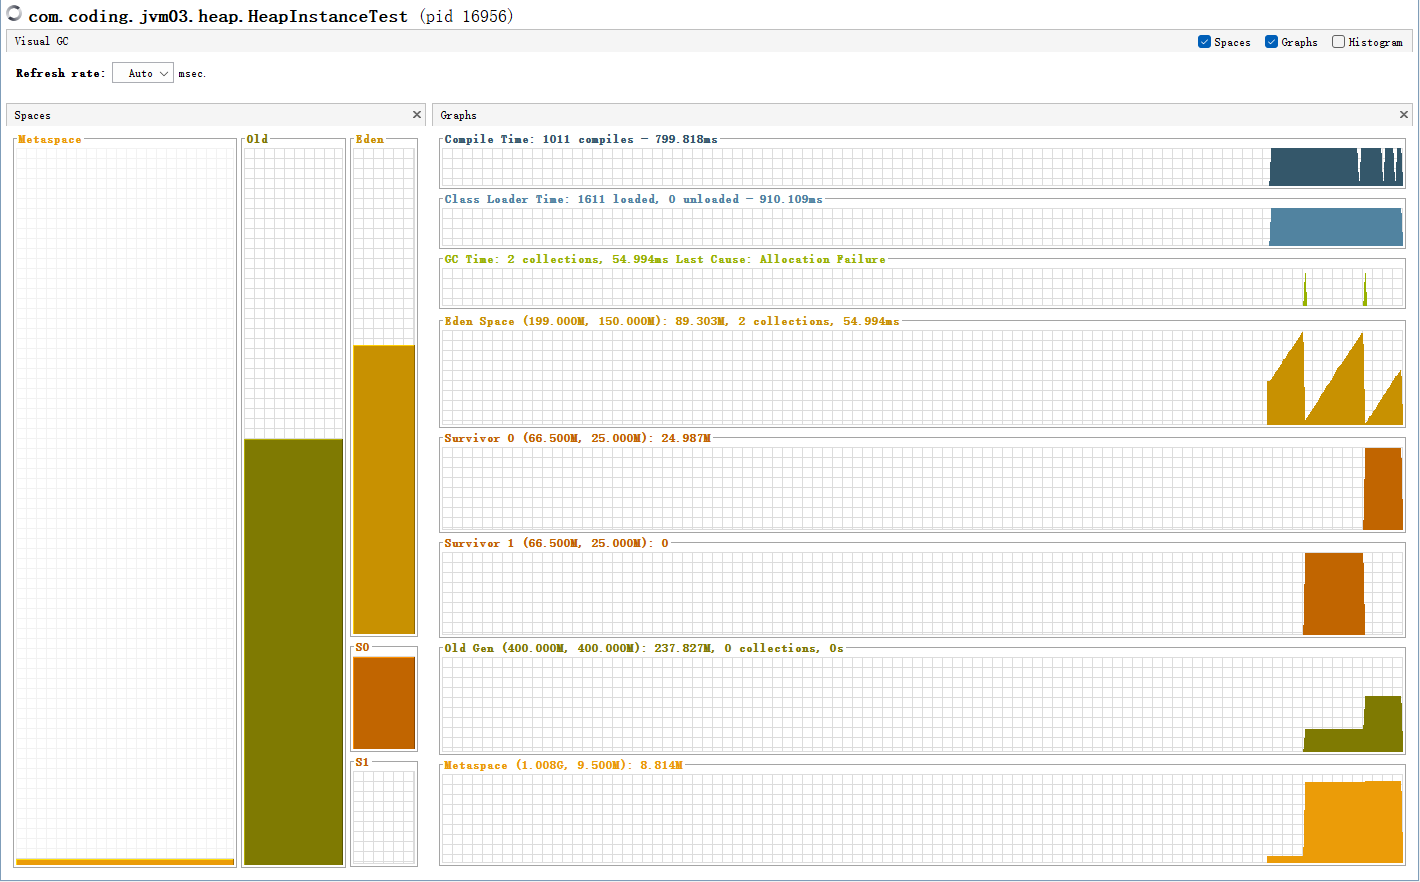 com.coding.jvm03.heap.HeapInstanceTest (pid 16956)
Visual GC
Spaces Graphs Histogram
Refresh rate: Auto msec.
Spaces
Metaspace
Old
Eden
S0
S1
Graphs
Compile Time: 1011 compiles - 799.818ms
Class Loader Time: 1611 loaded, 0 unloaded - 910.109ms
GC Time: 2 collections, 54.994ms Last Cause: Allocation Failure
Eden Space (199.000M, 150.000M): 89.303M, 2 collections, 54.994ms
Survivor 0 (66.500M, 25.000M): 24.987M
Survivor 1 (66.500M, 25.000M): 0
Old Gen (400.000M, 400.000M): 237.827M, 0 collections, 0s
Metaspace (1.008G, 9.500M): 8.814M